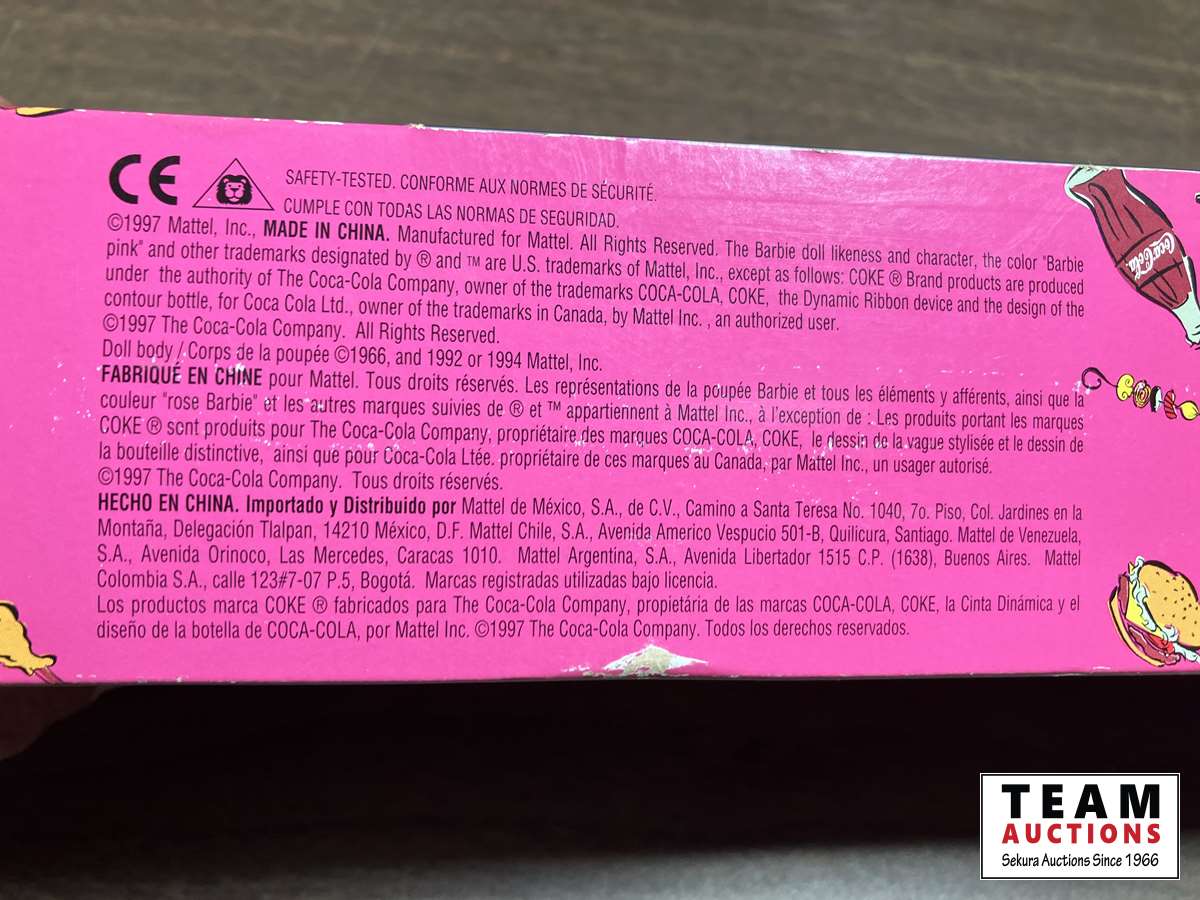 CE
SAFETY-TESTED. CONFORME AUX NORMES DE SÉCURITÉ.
CUMPLE CON TODAS LAS NORMAS DE SEGURIDAD.
©1997 Mattel, Inc., MADE IN CHINA. Manufactured for Mattel. All Rights Reserved. The Barbie doll likeness and character, the color "Barbie
pink" and other trademarks designated by ® and ™ are U.S. trademarks of Mattel, Inc., except as follows: COKE ® Brand products are produced
under the authority of The Coca-Cola Company, owner of the trademarks COCA-COLA, COKE, the Dynamic Ribbon device and the design of the
contour bottle, for Coca Cola Ltd., owner of the trademarks in Canada, by Mattel Inc. , an authorized user.
©1997 The Coca-Cola Company. All Rights Reserved.
Doll body / Corps de la poupée ©1966, and 1992 or 1994 Mattel, Inc.
FABRIQUÉ EN CHINE pour Mattel. Tous droits réservés. Les représentations de la poupée Barbie et tous les éléments y afférents, ainsi que la
couleur "rose Barbie" et les autres marques suivies de ® et ™ appartiennent à Mattel Inc., à l'exception de : Les produits portant les marques
COKE ® sont produits pour The Coca-Cola Company, propriétaire des marques COCA-COLA, COKE, le dessin de la vague stylisée et le dessin de
la bouteille distinctive, ainsi que pour Coca-Cola Ltée. propriétaire de ces marques au Canada, par Mattel Inc., un usager autorisé.
©1997 The Coca-Cola Company. Tous droits réservés.
HECHO EN CHINA. Importado y Distribuido por Mattel de México, S.A., de C.V., Camino a Santa Teresa No. 1040, 7o. Piso, Col. Jardines en la
Montaña, Delegación Tlalpan, 14210 México, D.F. Mattel Chile, S.A., Avenida Americo Vespucio 501-B, Quilicura, Santiago. Mattel de Venezuela,
S.A., Avenida Orinoco, Las Mercedes, Caracas 1010. Mattel Argentina, S.A., Avenida Libertador 1515 C.P. (1638), Buenos Aires. Mattel
Colombia S.A., calle 123#7-07 P.5, Bogotá. Marcas registradas utilizadas bajo licencia.
Los productos marca COKE ® fabricados para The Coca-Cola Company, propietária de las marcas COCA-COLA, COKE, la Cinta Dinámica y el
diseño de la botella de COCA-COLA, por Mattel Inc. ©1997 The Coca-Cola Company. Todos los derechos reservados.
Coca-Cola
TEAM
AUCTIONS
Sekura Auctions Since 1966